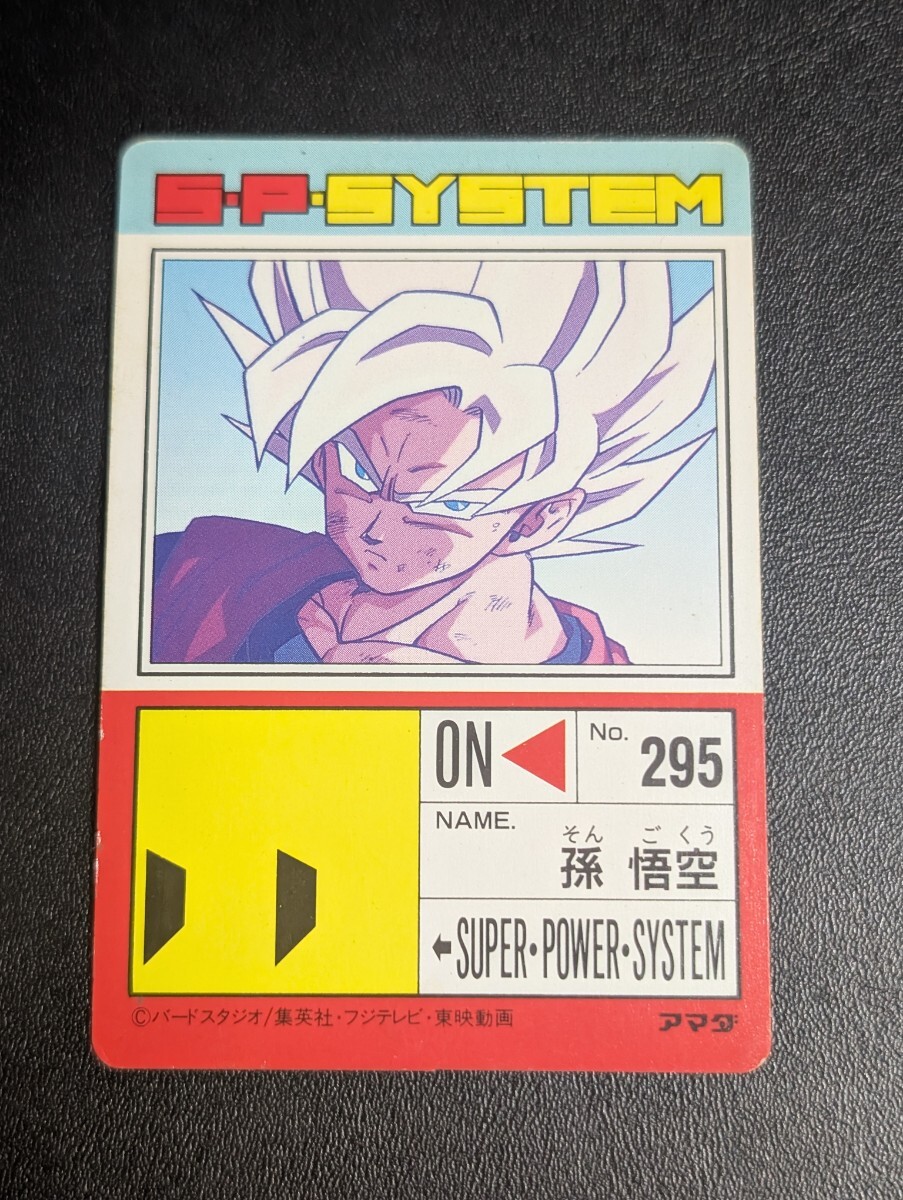 S・P・SYSTEM
ON
No. 295
NAME.
そん ごくう
孫 悟空
←SUPER・POWER・SYSTEM
©バードスタジオ/集英社・フジテレビ・東映動画
アマダ